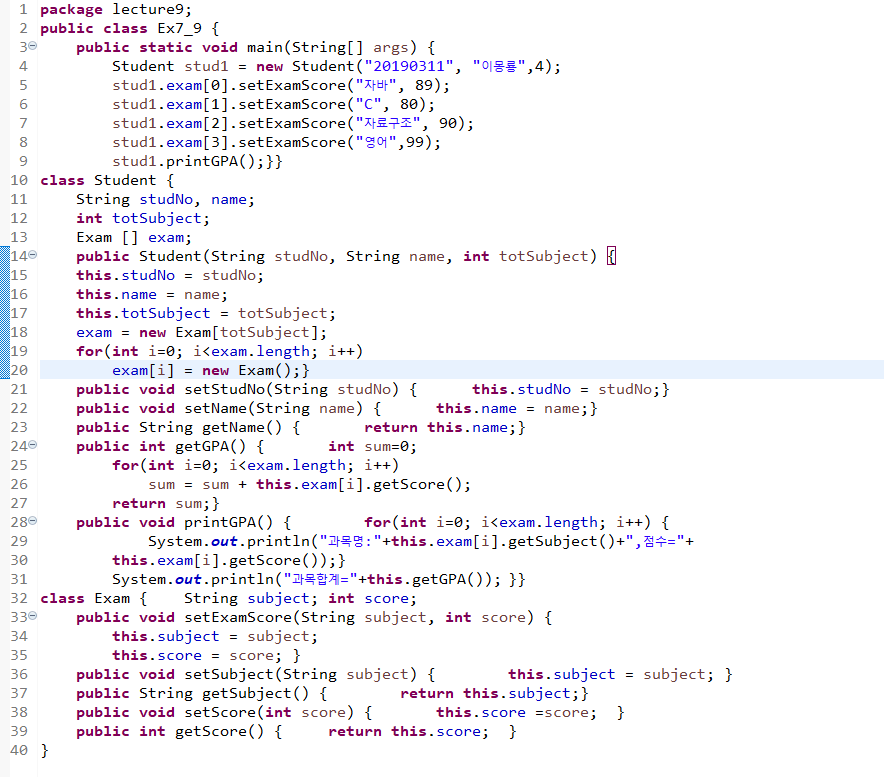 1 package lecture9;
2 public class Ex7_9 {
3 public static void main(String[] args) {
4 Student stud1 = new Student("20190311", "이몽룡",4);
5 stud1.exam[0].setExamScore("자바", 89);
6 stud1.exam[1].setExamScore("C", 80);
7 stud1.exam[2].setExamScore("자료구조", 90);
8 stud1.exam[3].setExamScore("영어",99);
9 stud1.printGPA();}}
10 class Student {
11 String studNo, name;
12 int totSubject;
13 Exam [] exam;
14 public Student(String studNo, String name, int totSubject) {
15 this.studNo = studNo;
16 this.name = name;
17 this.totSubject = totSubject;
18 exam = new Exam[totSubject];
19 for(int i=0; i<exam.length; i++)
20 exam[i] = new Exam();}
21 public void setStudNo(String studNo) { this.studNo = studNo;}
22 public void setName(String name) { this.name = name;}
23 public String getName() { return this.name;}
24 public int getGPA() { int sum=0;
25 for(int i=0; i<exam.length; i++)
26 sum = sum + this.exam[i].getScore();
27 return sum;}
28 public void printGPA() { for(int i=0; i<exam.length; i++) {
29 System.out.println("과목명:"+this.exam[i].getSubject()+",점수="+
30 this.exam[i].getScore());}
31 System.out.println("과목합계="+this.getGPA()); }}
32 class Exam { String subject; int score;
33 public void setExamScore(String subject, int score) {
34 this.subject = subject;
35 this.score = score; }
36 public void setSubject(String subject) { this.subject = subject; }
37 public String getSubject() { return this.subject;}
38 public void setScore(int score) { this.score =score; }
39 public int getScore() { return this.score; }
40 }